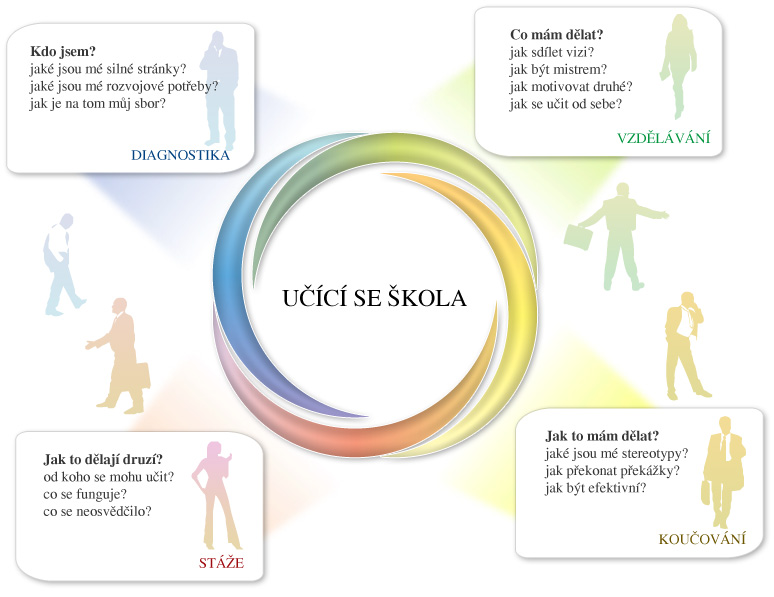 Kdo jsem?
jaké jsou mé silné stránky?
jaké jsou mé rozvojové potřeby?
jak je na tom můj sbor?
DIAGNOSTIKA
Co mám dělat?
jak sdílet vizi?
jak být mistrem?
jak motivovat druhé?
jak se učit od sebe?
VZDĚLÁVÁNÍ
UČÍCÍ SE ŠKOLA
Jak to dělají druzí?
od koho se mohu učit?
co se funguje?
co se neosvědčilo?
STÁŽE
Jak to mám dělat?
jaké jsou mé stereotypy?
jak překonat překážky?
jak být efektivní?
KOUČOVÁNÍ